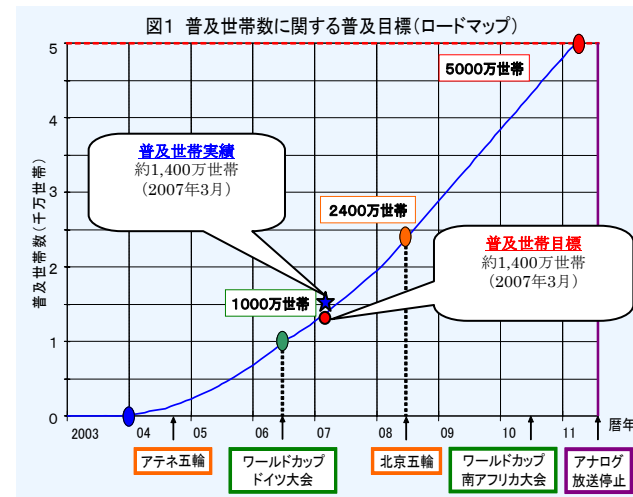 図1 普及世帯数に関する普及目標(ロードマップ)
5
4
3
2
1
0
普及世帯数(千万世帯)
5000万世帯
普及世帯実績
約1,400万世帯
(2007年3月)
2400万世帯
普及世帯目標
約1,400万世帯
(2007年3月)
1000万世帯
2003 04 05 06 07 08 09 10 11 暦年
アテネ五輪
ワールドカップ
ドイツ大会
北京五輪
ワールドカップ
南アフリカ大会
アナログ
放送停止